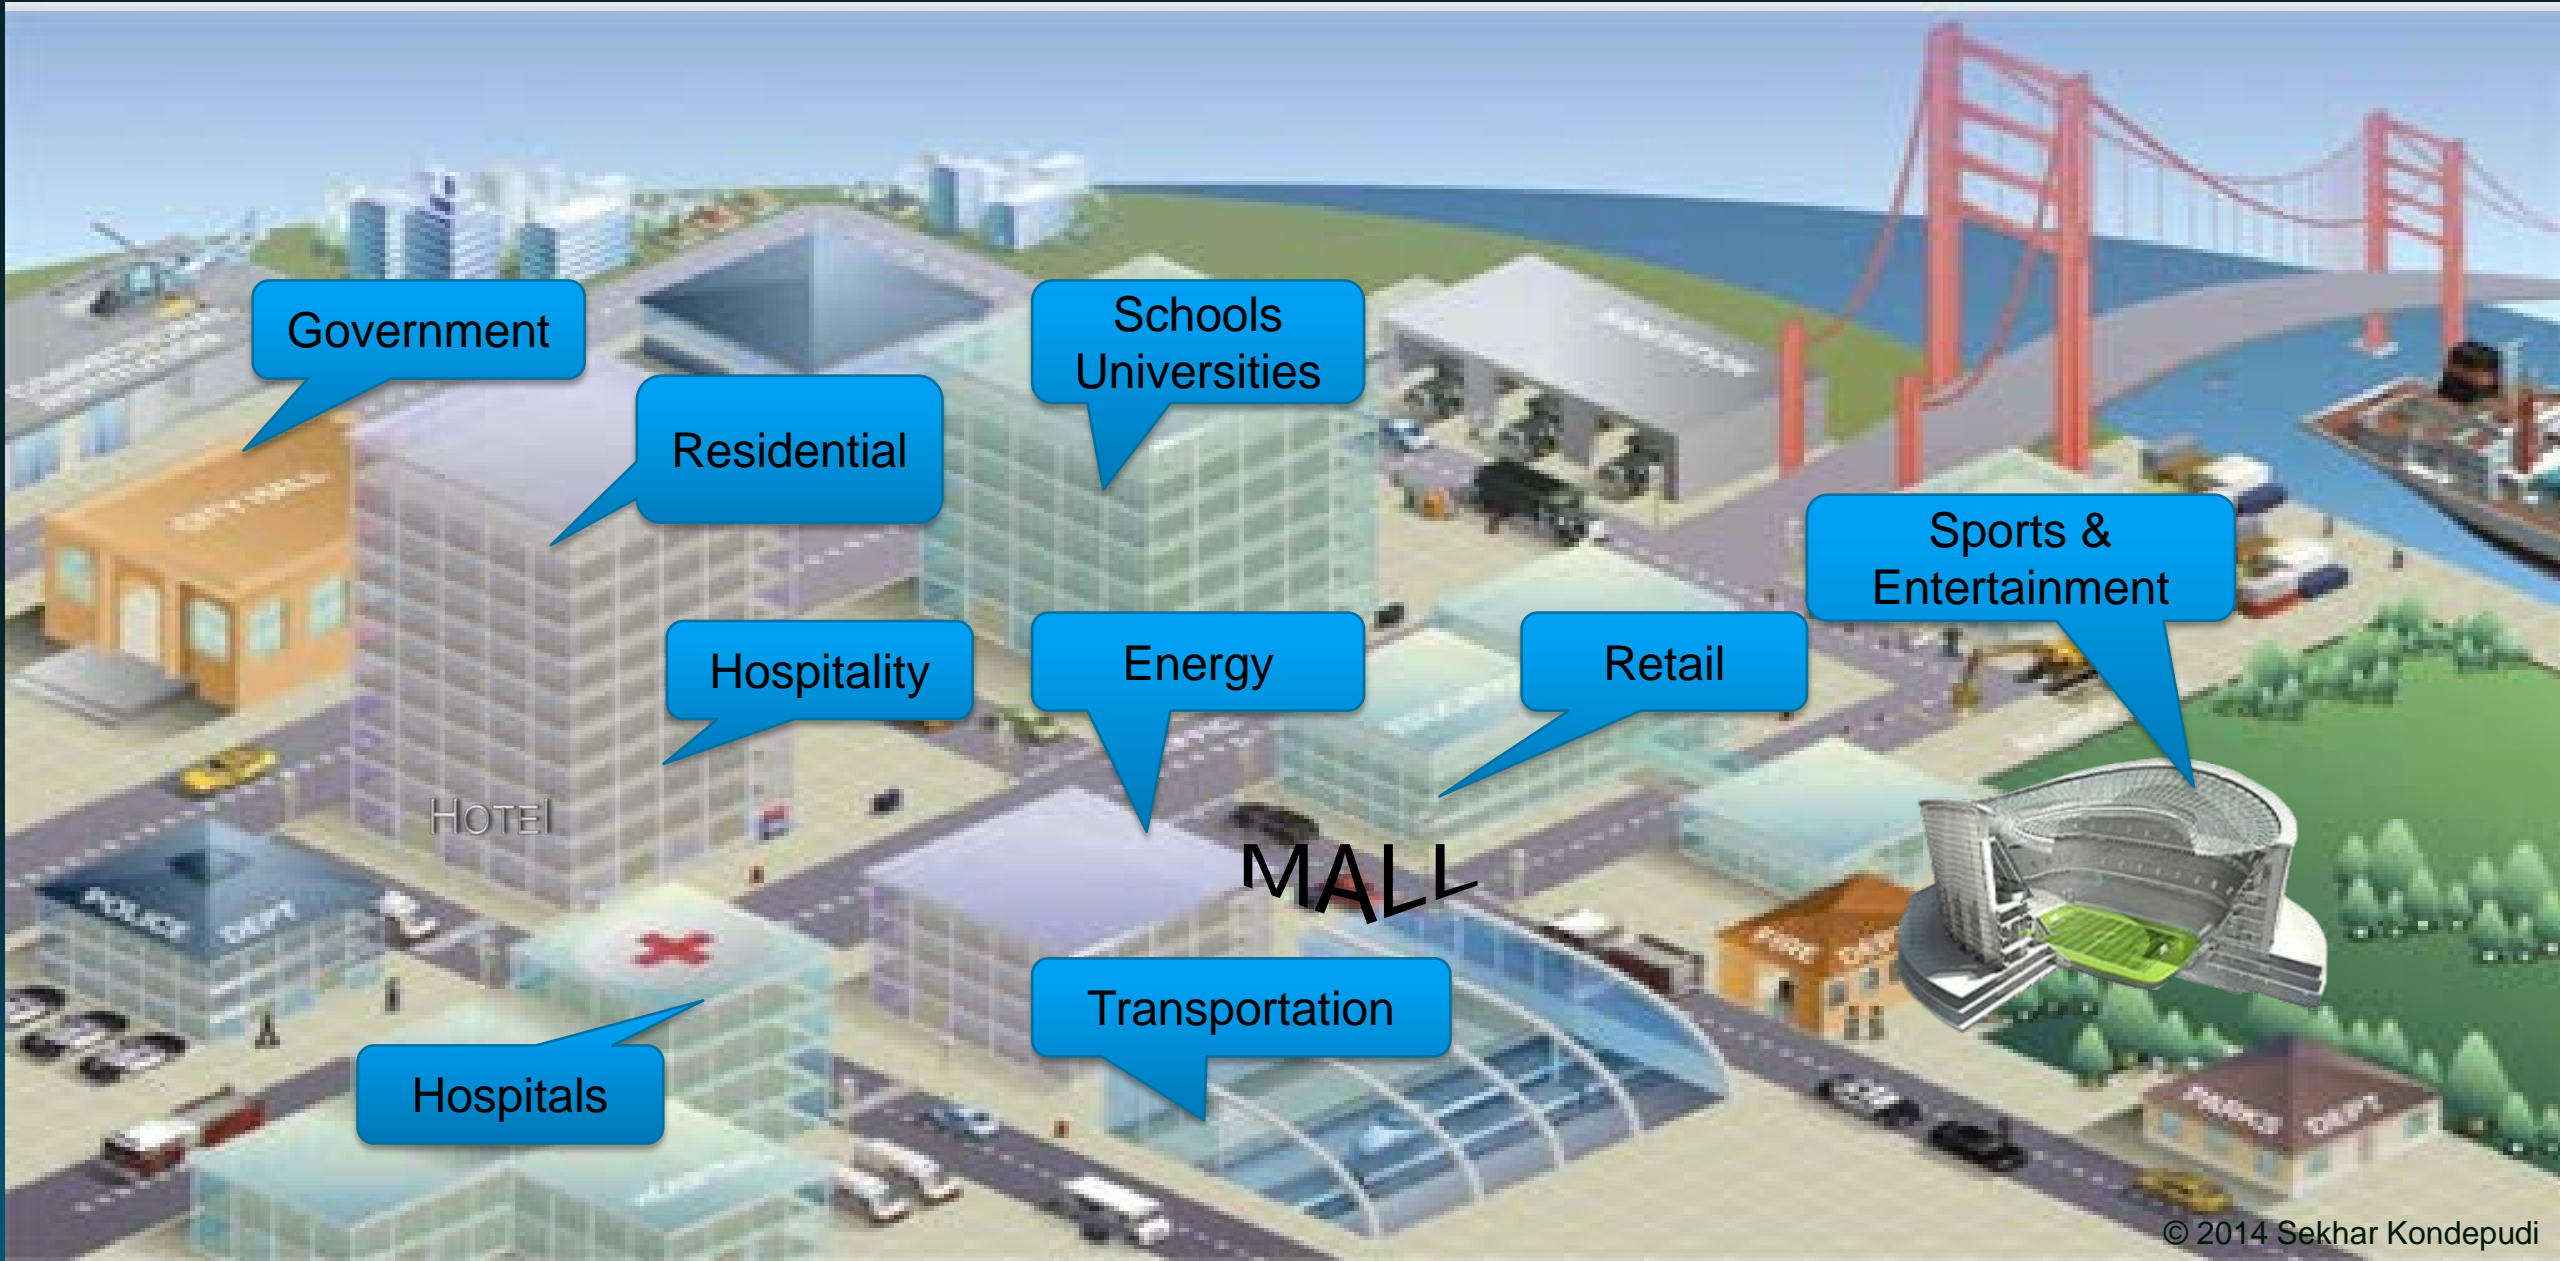 Government
Schools
Universities
Residential
CITY HALL
Sports &
Entertainment
Hospitality
Energy
Retail
HOTEl
MALL
POLICE DEPT
FIRE DEPT
Transportation
Hospitals
PARKS DEPT
© 2014 Sekhar Kondepudi